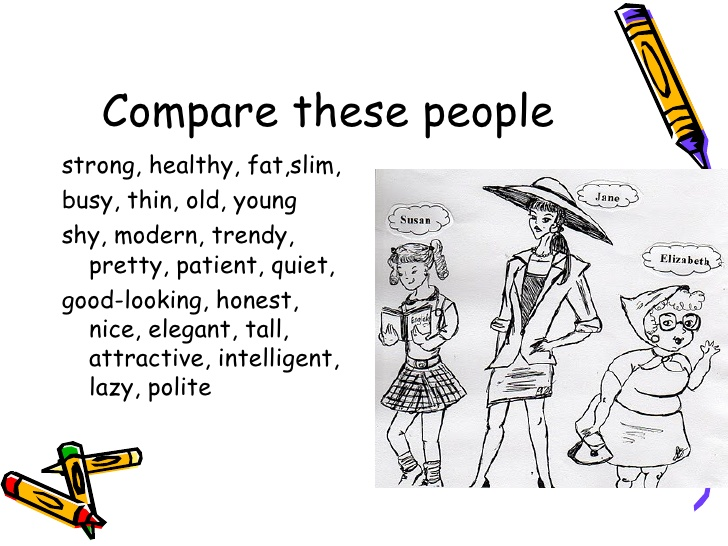 Compare these people
strong, healthy, fat,slim,
busy, thin, old, young
shy, modern, trendy,
pretty, patient, quiet,
good-looking, honest,
nice, elegant, tall,
attractive, intelligent,
lazy, polite
Susan
Jane
Elizabeth
English